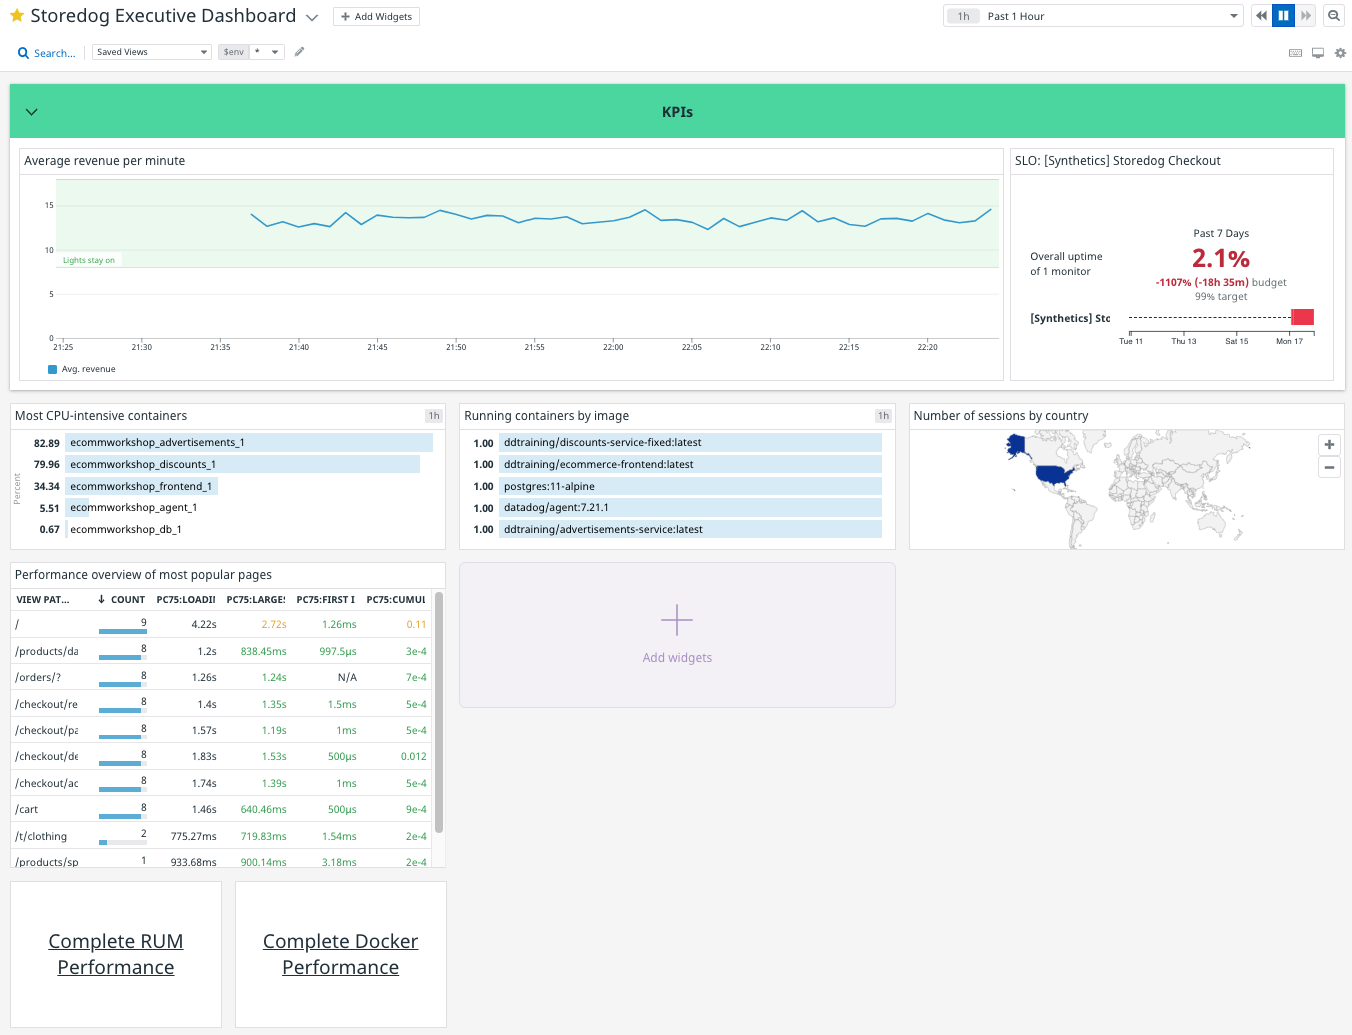 Storedog Executive Dashboard
Add Widgets
1h Past 1 Hour
Search...
Saved Views
$env *
KPIs
Average revenue per minute
15
10
Lights stay on
5
0
21:25 21:30 21:35 21:40 21:45 21:50 21:55 22:00 22:05 22:10 22:15 22:20
Avg. revenue
SLO: [Synthetics] Storedog Checkout
Past 7 Days
Overall uptime
of 1 monitor
2.1%
-1107% (-18h 35m) budget
99% target
[Synthetics] Stc
Tue 11 Thu 13 Sat 15 Mon 17
Most CPU-intensive containers 1h
Percent
82.89 ecommworkshop_advertisements_1
79.96 ecommworkshop_discounts_1
34.34 ecommworkshop_frontend_1
5.51 ecommworkshop_agent_1
0.67 ecommworkshop_db_1
Running containers by image 1h
1.00 ddtraining/discounts-service-fixed:latest
1.00 ddtraining/ecommerce-frontend:latest
1.00 postgres:11-alpine
1.00 datadog/agent:7.21.1
1.00 ddtraining/advertisements-service:latest
Number of sessions by country
Performance overview of most popular pages
VIEW PAT... COUNT PC75:LOADII PC75:LARGE: PC75:FIRST I PC75:CUMUL
/ 9 4.22s 2.72s 1.26ms 0.11
/products/da 8 1.2s 838.45ms 997.5µs 3e-4
/orders/? 8 1.26s 1.24s N/A 7e-4
/checkout/re 8 1.4s 1.35s 1.5ms 5e-4
/checkout/pa 8 1.57s 1.19s 1ms 5e-4
/checkout/de 8 1.83s 1.53s 500µs 0.012
/checkout/ac 8 1.74s 1.39s 1ms 5e-4
/cart 8 1.46s 640.46ms 500µs 9e-4
/t/clothing 2 775.27ms 719.83ms 1.54ms 2e-4
/products/sp 1 933.68ms 900.14ms 3.18ms 2e-4
Add widgets
Complete RUM
Performance
Complete Docker
Performance